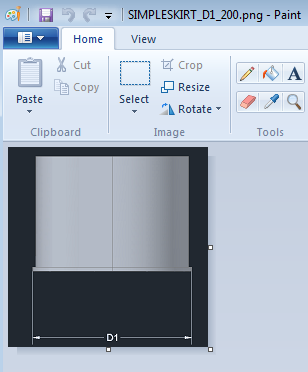 SIMPLESKIRT_D1_200.png - Paint
Home View
Paste
Cut
Copy
Clipboard
Select
Crop
Resize
Rotate
Image
A
Tools
D1